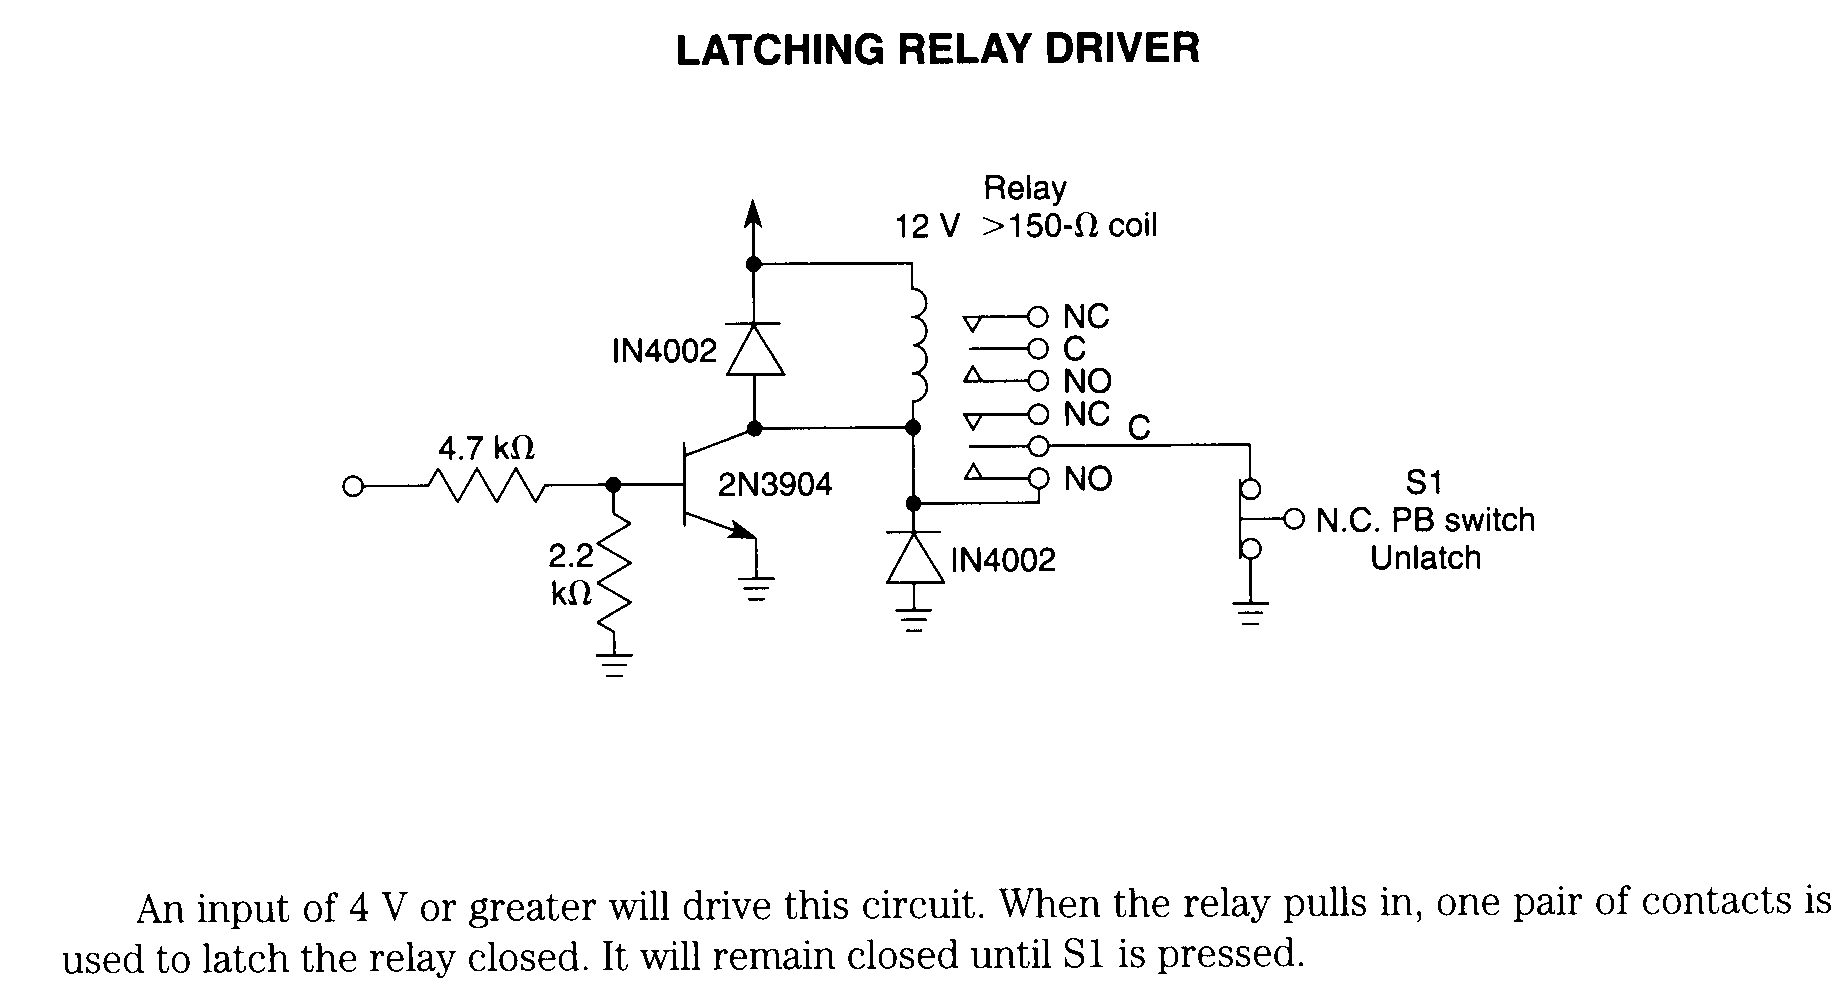 LATCHING RELAY DRIVER
Relay
12 V >150-Ω coil
IN4002
NC
C
NO
NC
C
NO
4.7 kΩ
2N3904
2.2
kΩ
IN4002
S1
N.C. PB switch
Unlatch
An input of 4 V or greater will drive this circuit. When the relay pulls in, one pair of contacts is
used to latch the relay closed. It will remain closed until S1 is pressed.